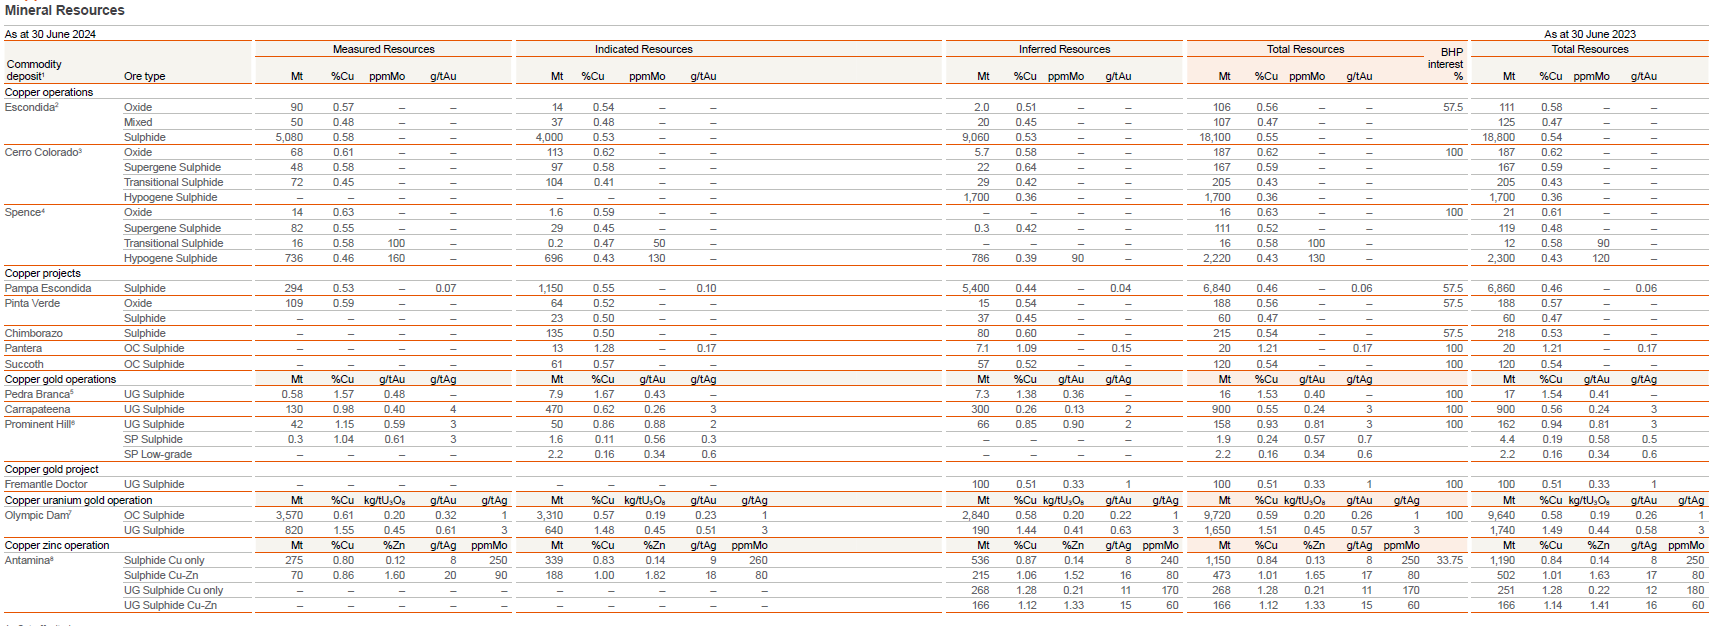 Mineral Resources
As at 30 June 2024 As at 30 June 2023
Measured Resources Indicated Resources Inferred Resources Total Resources BHP interest % Total Resources
Commodity deposit¹ Ore type Mt %Cu ppmMo g/tAu Mt %Cu ppmMo g/tAu Mt %Cu ppmMo g/tAu Mt %Cu ppmMo g/tAu Mt %Cu ppmMo g/tAu
Copper operations
Escondida² Oxide 90 0.57 – – 14 0.54 – – 2.0 0.51 – – 106 0.56 – – 57.5 111 0.58 – –
Mixed 50 0.48 – – 37 0.48 – – 20 0.45 – – 107 0.47 – – 125 0.47 – –
Sulphide 5,080 0.58 – – 4,000 0.53 – – 9,060 0.53 – – 18,100 0.55 – – 18,800 0.54 – –
Cerro Colorado³ Oxide 68 0.61 – – 113 0.62 – – 5.7 0.58 – – 187 0.62 – – 100 187 0.62 – –
Supergene Sulphide 48 0.58 – – 97 0.58 – – 22 0.64 – – 167 0.59 – – 167 0.59 – –
Transitional Sulphide 72 0.45 – – 104 0.41 – – 29 0.42 – – 205 0.43 – – 205 0.43 – –
Hypogene Sulphide – – – – – – – – 1,700 0.36 – – 1,700 0.36 – – 1,700 0.36 – –
Spence⁴ Oxide 14 0.63 – – 1.6 0.59 – – – – – – 16 0.63 – – 100 21 0.61 – –
Supergene Sulphide 82 0.55 – – 29 0.45 – – 0.3 0.42 – – 111 0.52 – – 119 0.48 – –
Transitional Sulphide 16 0.58 100 – 0.2 0.47 50 – – – – – 16 0.58 100 – 12 0.58 90 –
Hypogene Sulphide 736 0.46 160 – 696 0.43 130 – 786 0.39 90 – 2,220 0.43 130 – 2,300 0.43 120 –
Copper projects
Pampa Escondida Sulphide 294 0.53 – 0.07 1,150 0.55 – 0.10 5,400 0.44 – 0.04 6,840 0.46 – 0.06 57.5 6,860 0.46 – 0.06
Pinta Verde Oxide 109 0.59 – – 64 0.52 – – 15 0.54 – – 188 0.56 – – 57.5 188 0.57 – –
Sulphide – – – – 23 0.50 – – 37 0.45 – – 60 0.47 – – 60 0.47 – –
Chimborazo Sulphide – – – – 135 0.50 – – 80 0.60 – – 215 0.54 – – 57.5 218 0.53 – –
Pantera OC Sulphide – – – – 13 1.28 – 0.17 7.1 1.09 – 0.15 20 1.21 – 0.17 100 20 1.21 – 0.17
Succoth OC Sulphide – – – – 61 0.57 – – 57 0.52 – – 120 0.54 – – 100 120 0.54 – –
Copper gold operations Mt %Cu g/tAu g/tAg Mt %Cu g/tAu g/tAg Mt %Cu g/tAu g/tAg Mt %Cu g/tAu g/tAg Mt %Cu g/tAu g/tAg
Pedra Branca⁵ UG Sulphide 0.58 1.57 0.48 – 7.9 1.67 0.43 – 7.3 1.38 0.36 – 16 1.53 0.40 – 100 17 1.54 0.41 –
Carrapateena UG Sulphide 130 0.98 0.40 4 470 0.62 0.26 3 300 0.26 0.13 2 900 0.55 0.24 3 100 900 0.56 0.24 3
Prominent Hill⁶ UG Sulphide 42 1.15 0.59 3 50 0.86 0.88 2 66 0.85 0.90 2 158 0.93 0.81 3 100 162 0.94 0.81 3
SP Sulphide 0.3 1.04 0.61 3 1.6 0.11 0.56 0.3 – – – – 1.9 0.24 0.57 0.7 4.4 0.19 0.58 0.5
SP Low-grade – – – – 2.2 0.16 0.34 0.6 – – – – 2.2 0.16 0.34 0.6 2.2 0.16 0.34 0.6
Copper gold project
Fremantle Doctor UG Sulphide – – – – – – – – 100 0.51 0.33 1 100 0.51 0.33 1 100 100 0.51 0.33 1
Copper uranium gold operation Mt %Cu kg/tU₃O₈ g/tAu g/tAg Mt %Cu kg/tU₃O₈ g/tAu g/tAg Mt %Cu kg/tU₃O₈ g/tAu g/tAg Mt %Cu kg/tU₃O₈ g/tAu g/tAg Mt %Cu kg/tU₃O₈ g/tAu g/tAg
Olympic Dam⁷ OC Sulphide 3,570 0.61 0.20 0.32 1 3,310 0.57 0.19 0.23 1 2,840 0.58 0.20 0.22 1 9,720 0.59 0.20 0.26 1 100 9,640 0.58 0.19 0.26 1
UG Sulphide 820 1.55 0.45 0.61 3 640 1.48 0.45 0.51 3 190 1.44 0.41 0.63 3 1,650 1.51 0.45 0.57 3 1,740 1.49 0.44 0.58 3
Copper zinc operation Mt %Cu %Zn g/tAg ppmMo Mt %Cu %Zn g/tAg ppmMo Mt %Cu %Zn g/tAg ppmMo Mt %Cu %Zn g/tAg ppmMo Mt %Cu %Zn g/tAg ppmMo
Antamina⁸ Sulphide Cu only 275 0.80 0.12 8 250 339 0.83 0.14 9 260 536 0.87 0.14 8 240 1,150 0.84 0.13 8 250 33.75 1,190 0.84 0.14 8 250
Sulphide Cu-Zn 70 0.86 1.60 20 90 188 1.00 1.82 18 80 215 1.06 1.52 16 80 473 1.01 1.65 17 80 502 1.01 1.63 17 80
UG Sulphide Cu only – – – – – – – – – – 268 1.28 0.21 11 170 268 1.28 0.21 11 170 251 1.28 0.22 12 180
UG Sulphide Cu-Zn – – – – – – – – – – 166 1.12 1.33 15 60 166 1.12 1.33 15 60 166 1.14 1.41 16 60